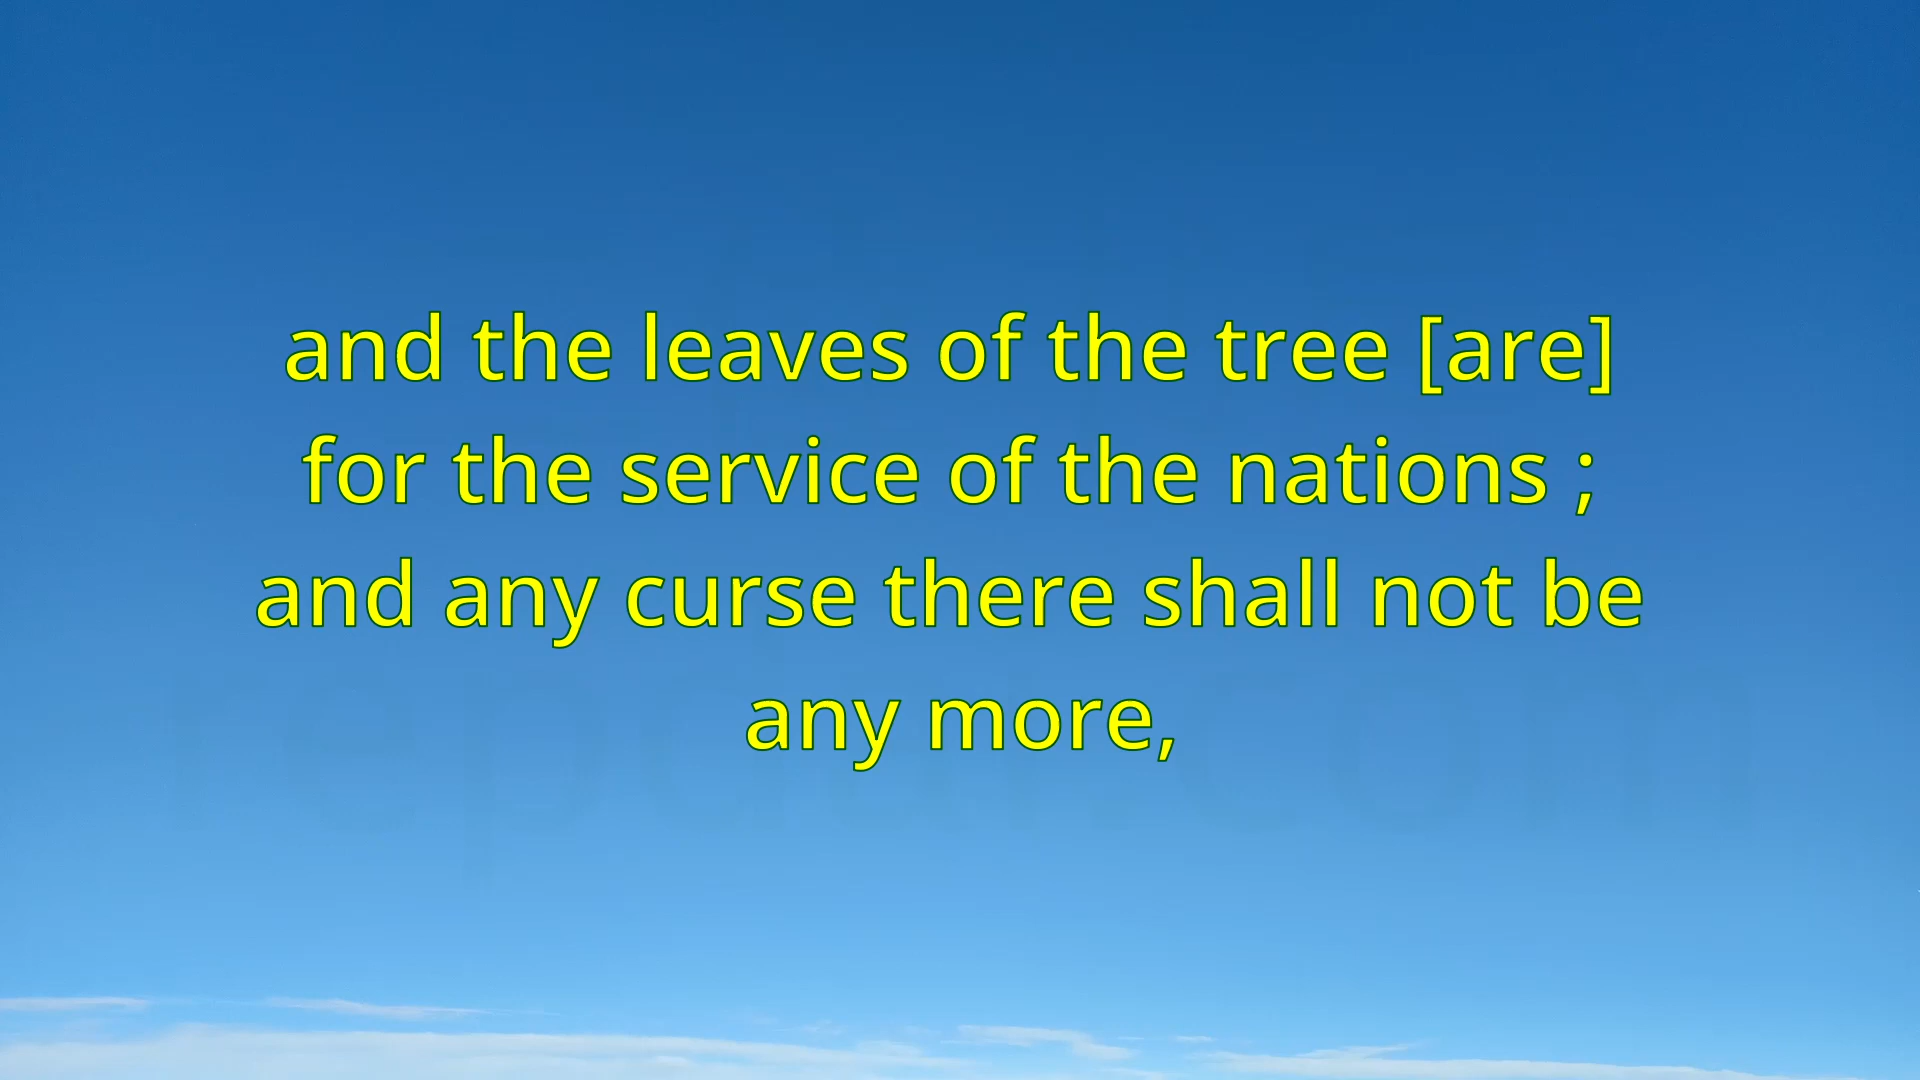 and the leaves of the tree [are]
for the service of the nations ;
and any curse there shall not be
any more,